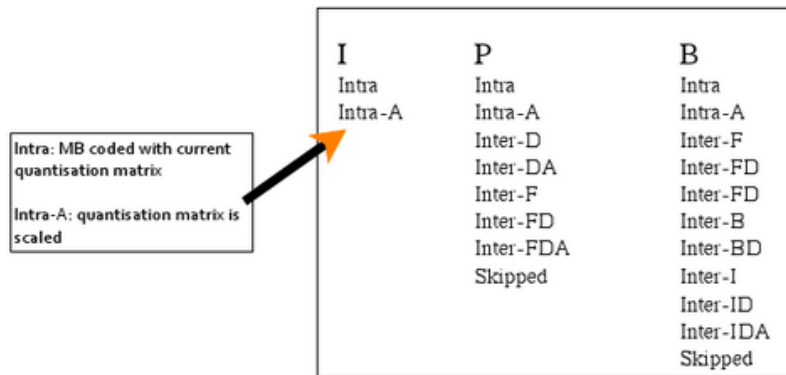 Intra: MB coded with current
quantisation matrix
Intra-A: quantisation matrix is
scaled
I
Intra
Intra-A
P
Intra
Intra-A
Inter-D
Inter-DA
Inter-F
Inter-FD
Inter-FDA
Skipped
B
Intra
Intra-A
Inter-F
Inter-FD
Inter-FD
Inter-B
Inter-BD
Inter-I
Inter-ID
Inter-IDA
Skipped